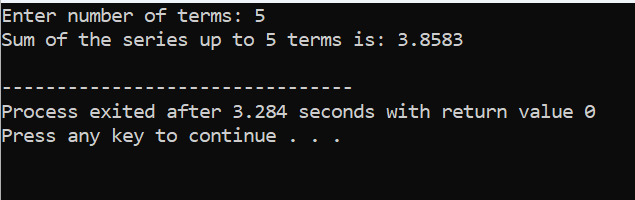 Enter number of terms: 5
Sum of the series up to 5 terms is: 3.8583
--------------------------------
Process exited after 3.284 seconds with return value 0
Press any key to continue . . .